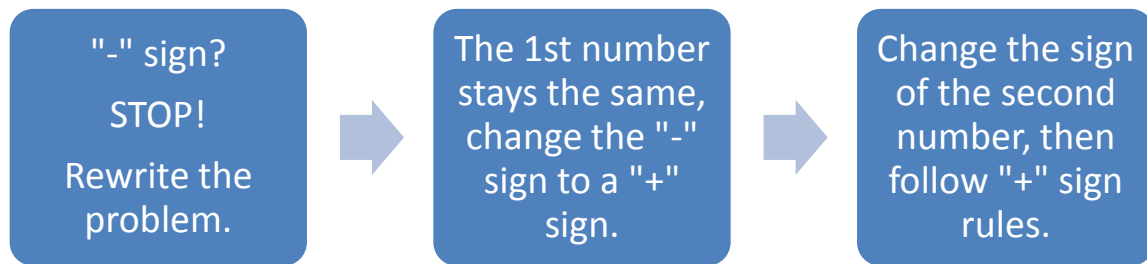 "-" sign?
STOP!
Rewrite the
problem.
The 1st number
stays the same,
change the "-"
sign to a "+"
sign.
Change the sign
of the second
number, then
follow "+" sign
rules.